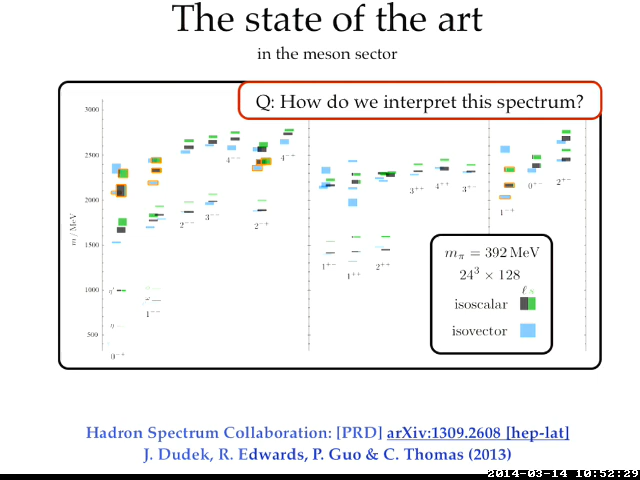 The state of the art
in the meson sector
Q: How do we interpret this spectrum?
m / MeV
3000
2500
2000
1500
1000
500
0⁻⁺
1⁻⁻
2⁻⁻
3⁻⁻
4⁻⁺
2⁻⁺
4⁻⁻
η′
η
1⁺⁻
1⁺⁺
2⁺⁺
3⁺⁺
4⁺⁺
3⁺⁻
1⁻⁺
0⁺⁻
2⁺⁻
mπ = 392 MeV
24³ × 128
ℓ s
isoscalar
isovector
Hadron Spectrum Collaboration: [PRD] arXiv:1309.2608 [hep-lat]
J. Dudek, R. Edwards, P. Guo & C. Thomas (2013)
2014-03-14 10:52:29